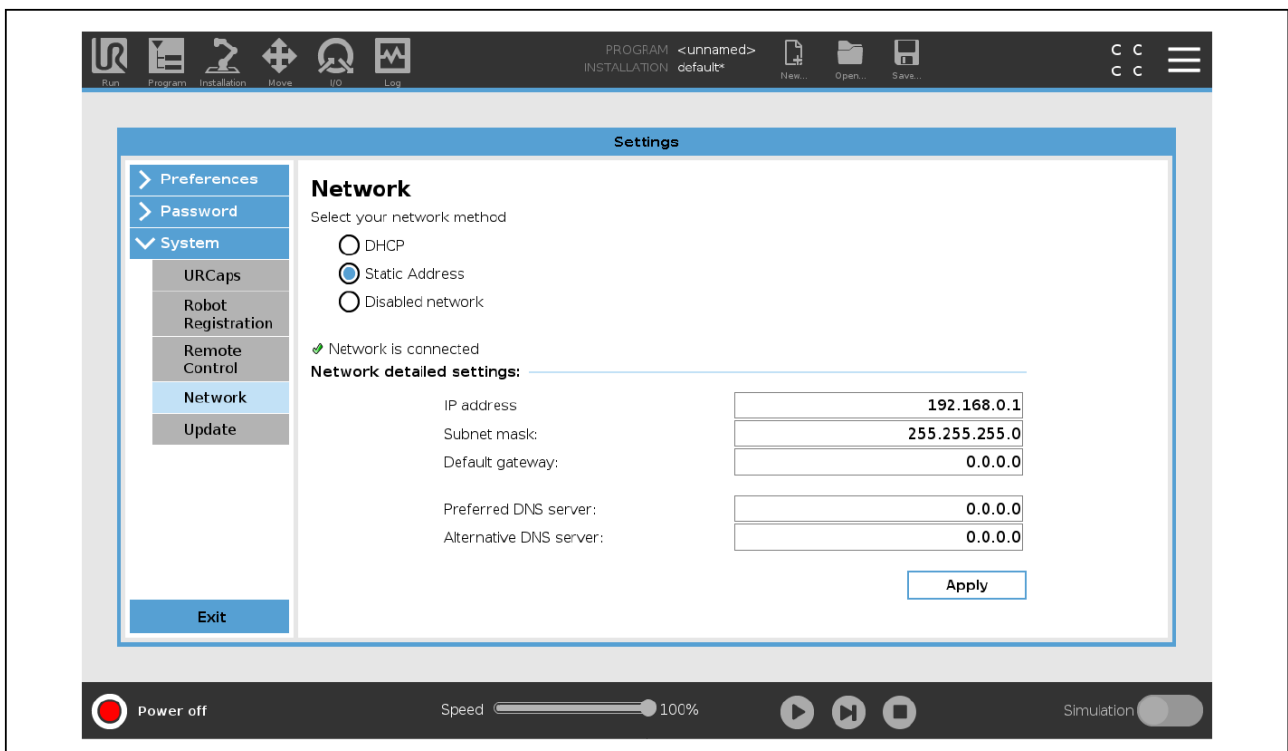 UR
Run
Program
Installation
Move
I/O
Log
PROGRAM <unnamed>
INSTALLATION default*
New...
Open...
Save...
C C
C C
Settings
Preferences
Password
System
URCaps
Robot
Registration
Remote
Control
Network
Update
Exit
Network
Select your network method
DHCP
Static Address
Disabled network
Network is connected
Network detailed settings:
IP address 192.168.0.1
Subnet mask: 255.255.255.0
Default gateway: 0.0.0.0
Preferred DNS server: 0.0.0.0
Alternative DNS server: 0.0.0.0
Apply
Power off
Speed 100%
Simulation